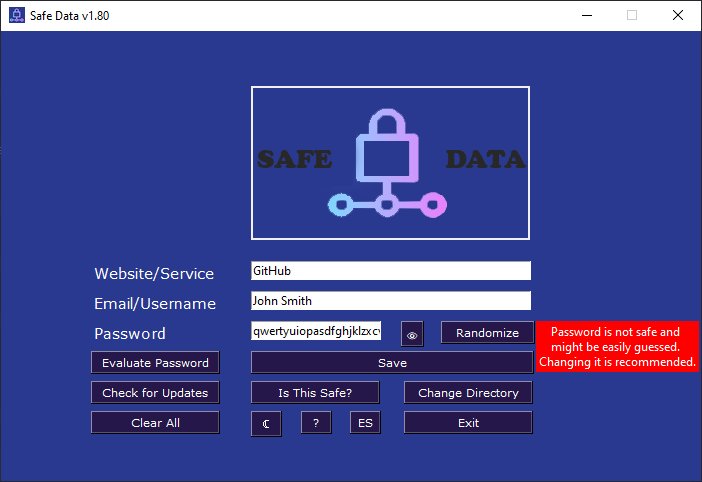 Safe Data v1.80
SAFE DATA
Website/Service GitHub
Email/Username John Smith
Password qwertyuiopasdfghjklzxcv Randomize
Password is not safe and
might be easily guessed.
Changing it is recommended.
Evaluate Password Save
Check for Updates Is This Safe? Change Directory
Clear All ? ES Exit